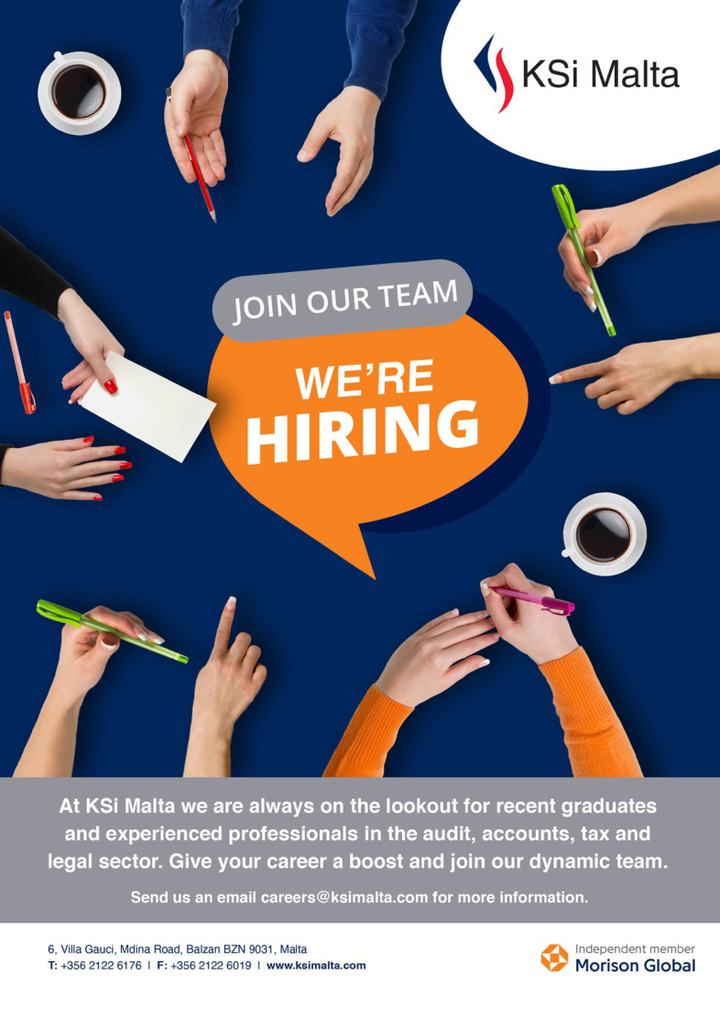 KSi Malta
JOIN OUR TEAM
WE'RE
HIRING
At KSi Malta we are always on the lookout for recent graduates
and experienced professionals in the audit, accounts, tax and
legal sector. Give your career a boost and join our dynamic team.
Send us an email careers@ksimalta.com for more information.
6, Villa Gauci, Mdina Road, Balzan BZN 9031, Malta
T: +356 2122 6176 | F: +356 2122 6019 | www.ksimalta.com
Independent member
Morison Global